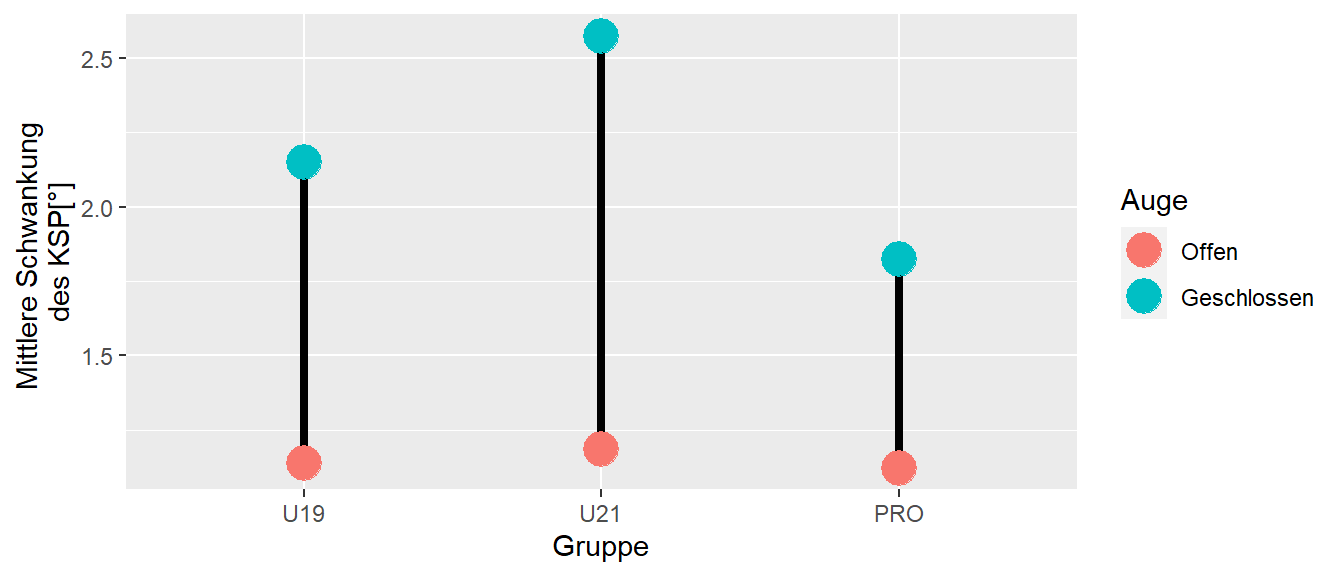 Mittlere Schwankung
des KSP[°]
2.5
2.0
1.5
U19
U21
PRO
Gruppe
Auge
Offen
Geschlossen